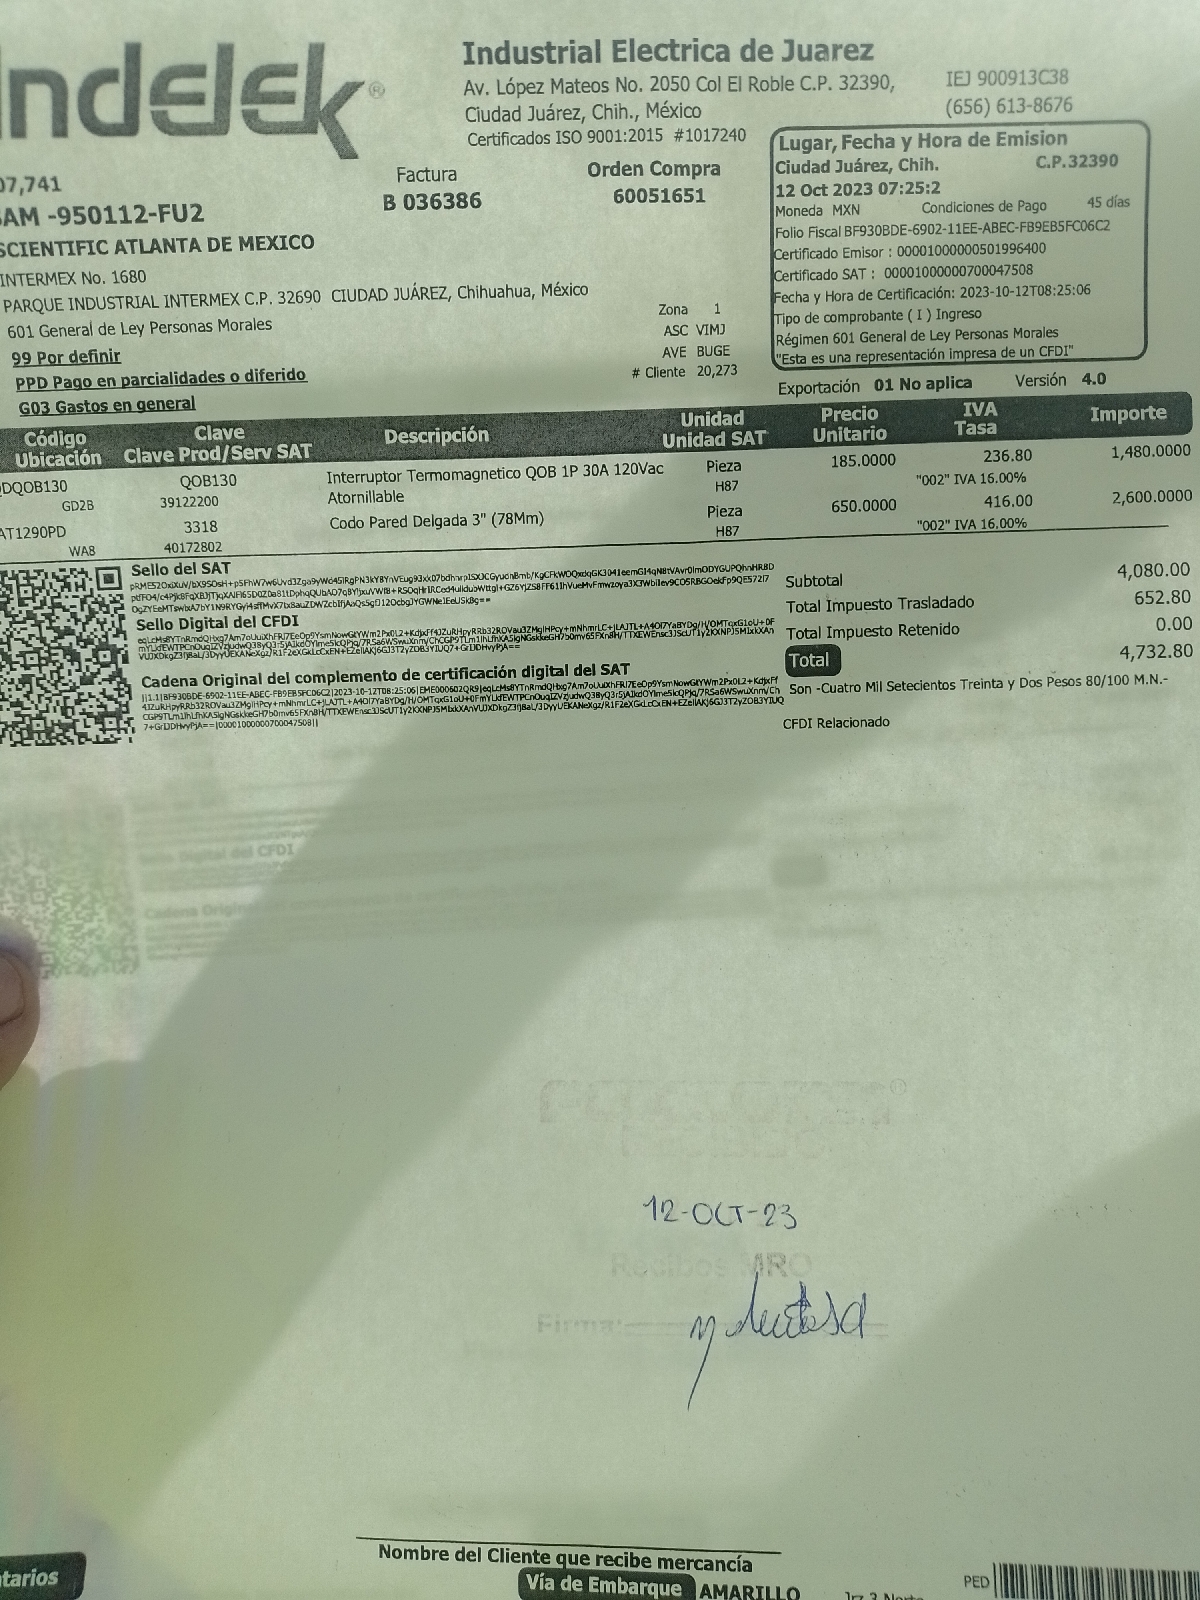 Indelek®
Industrial Electrica de Juarez
Av. López Mateos No. 2050 Col El Roble C.P. 32390,
Ciudad Juárez, Chih., México
Certificados ISO 9001:2015 #1017240
IEJ 900913C38
(656) 613-8676
Factura
B 036386
Orden Compra
60051651
Lugar, Fecha y Hora de Emision
Ciudad Juárez, Chih. C.P.32390
12 Oct 2023 07:25:2
Moneda MXN Condiciones de Pago 45 días
Folio Fiscal BF930BDE-6902-11EE-ABEC-FB9EB5FC06C2
Certificado Emisor : 00001000000501996400
Certificado SAT : 00001000000700047508
Fecha y Hora de Certificación: 2023-10-12T08:25:06
Tipo de comprobante ( I ) Ingreso
Régimen 601 General de Ley Personas Morales
"Esta es una representación impresa de un CFDI"
07,741
SAM -950112-FU2
SCIENTIFIC ATLANTA DE MEXICO
INTERMEX No. 1680
PARQUE INDUSTRIAL INTERMEX C.P. 32690 CIUDAD JUÁREZ, Chihuahua, México
601 General de Ley Personas Morales
99 Por definir
PPD Pago en parcialidades o diferido
G03 Gastos en general
Zona 1
ASC VIMJ
AVE BUGE
# Cliente 20,273
Exportación 01 No aplica Versión 4.0
Código Ubicación Clave Clave Prod/Serv SAT Descripción Unidad Unidad SAT Precio Unitario IVA Tasa Importe
DQOB130 QOB130 Interruptor Termomagnetico QOB 1P 30A 120Vac Pieza 185.0000 236.80 1,480.0000
GD2B 39122200 Atornillable H87 "002" IVA 16.00%
AT1290PD 3318 Codo Pared Delgada 3" (78Mm) Pieza 650.0000 416.00 2,600.0000
WA8 40172802 H87 "002" IVA 16.00%
Sello del SAT
Sello Digital del CFDI
Cadena Original del complemento de certificación digital del SAT
Subtotal 4,080.00
Total Impuesto Trasladado 652.80
Total Impuesto Retenido 0.00
Total 4,732.80
Son -Cuatro Mil Setecientos Treinta y Dos Pesos 80/100 M.N.-
CFDI Relacionado
12-OCT-23
Recibos MRO
Firma:
Nombre del Cliente que recibe mercancía
Vía de Embarque AMARILLO
PED